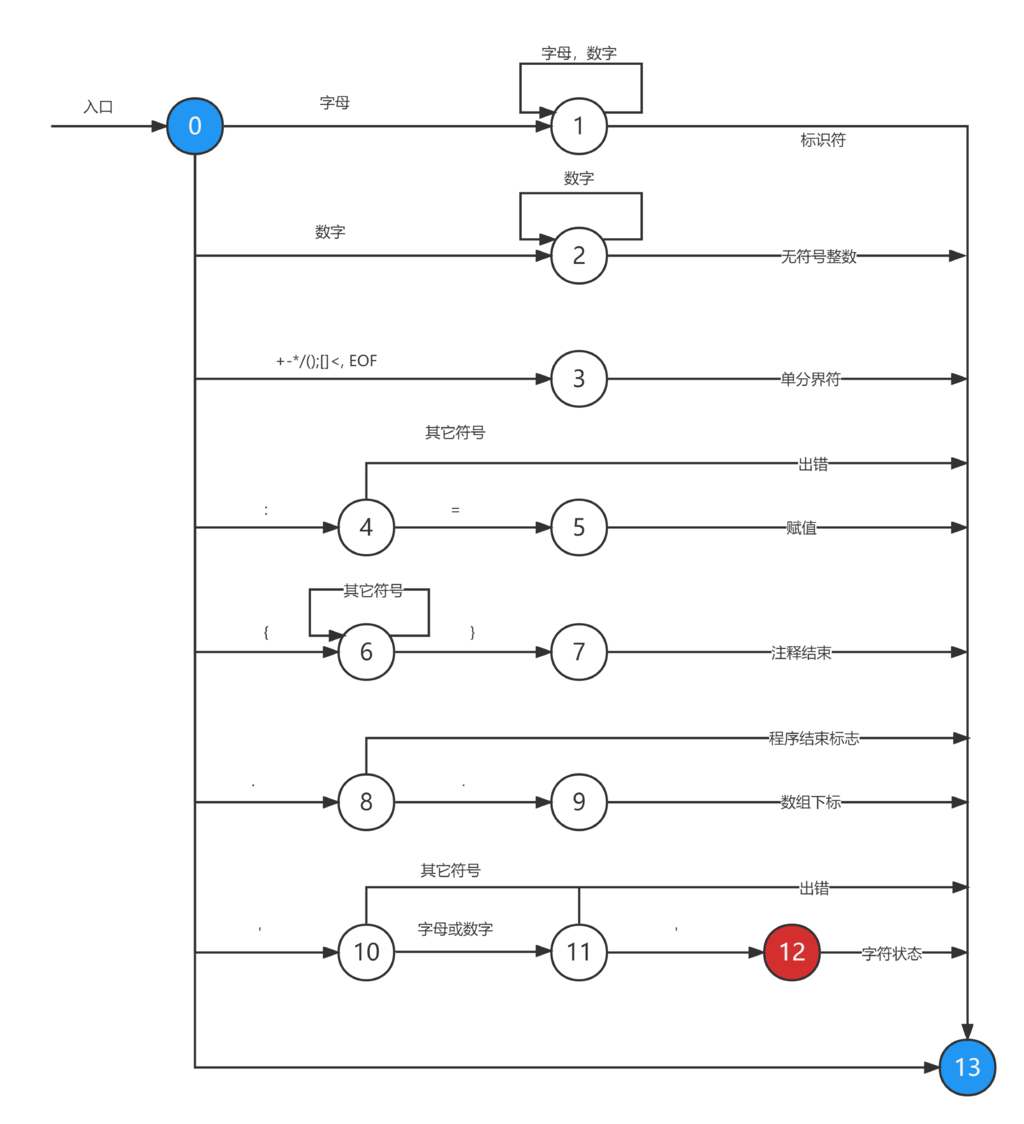 字母，数字
入口
字母
0
1
标识符
数字
数字
2
无符号整数
+-*/();[]<, EOF
3
单分界符
其它符号
出错
:
4
=
5
赋值
其它符号
{
6
}
7
注释结束
程序结束标志
.
8
.
9
数组下标
其它符号
出错
'
10
字母或数字
11
'
12
字符状态
13